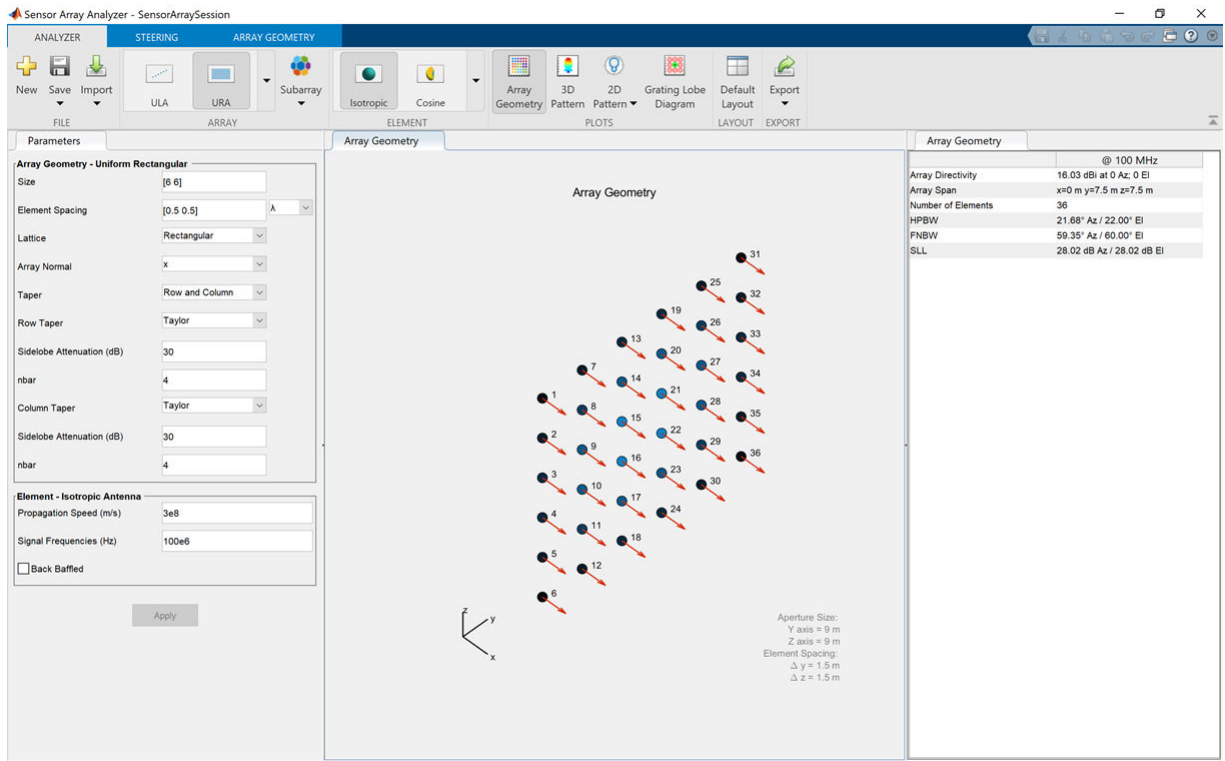 Sensor Array Analyzer - SensorArraySession
ANALYZER STEERING ARRAY GEOMETRY
New Save Import ULA URA Subarray Isotropic Cosine Array Geometry 3D Pattern 2D Pattern Grating Lobe Diagram Default Layout Export
FILE ARRAY ELEMENT PLOTS LAYOUT EXPORT
Parameters
Array Geometry - Uniform Rectangular
Size [6 6]
Element Spacing [0.5 0.5] λ
Lattice Rectangular
Array Normal x
Taper Row and Column
Row Taper Taylor
Sidelobe Attenuation (dB) 30
nbar 4
Column Taper Taylor
Sidelobe Attenuation (dB) 30
nbar 4
Element - Isotropic Antenna
Propagation Speed (m/s) 3e8
Signal Frequencies (Hz) 100e6
Back Baffled
Apply
Array Geometry
Array Geometry
31
25 32
19 26 33
13 20 27 34
7 14 21 28 35
1 8 15 22 29 36
2 9 16 23 30
3 10 17 24
4 11 18
5 12
6
z
y
x
Aperture Size:
Y axis = 9 m
Z axis = 9 m
Element Spacing:
Δ y = 1.5 m
Δ z = 1.5 m
Array Geometry
@ 100 MHz
Array Directivity 16.03 dBi at 0 Az; 0 El
Array Span x=0 m y=7.5 m z=7.5 m
Number of Elements 36
HPBW 21.68° Az / 22.00° El
FNBW 59.35° Az / 60.00° El
SLL 28.02 dB Az / 28.02 dB El